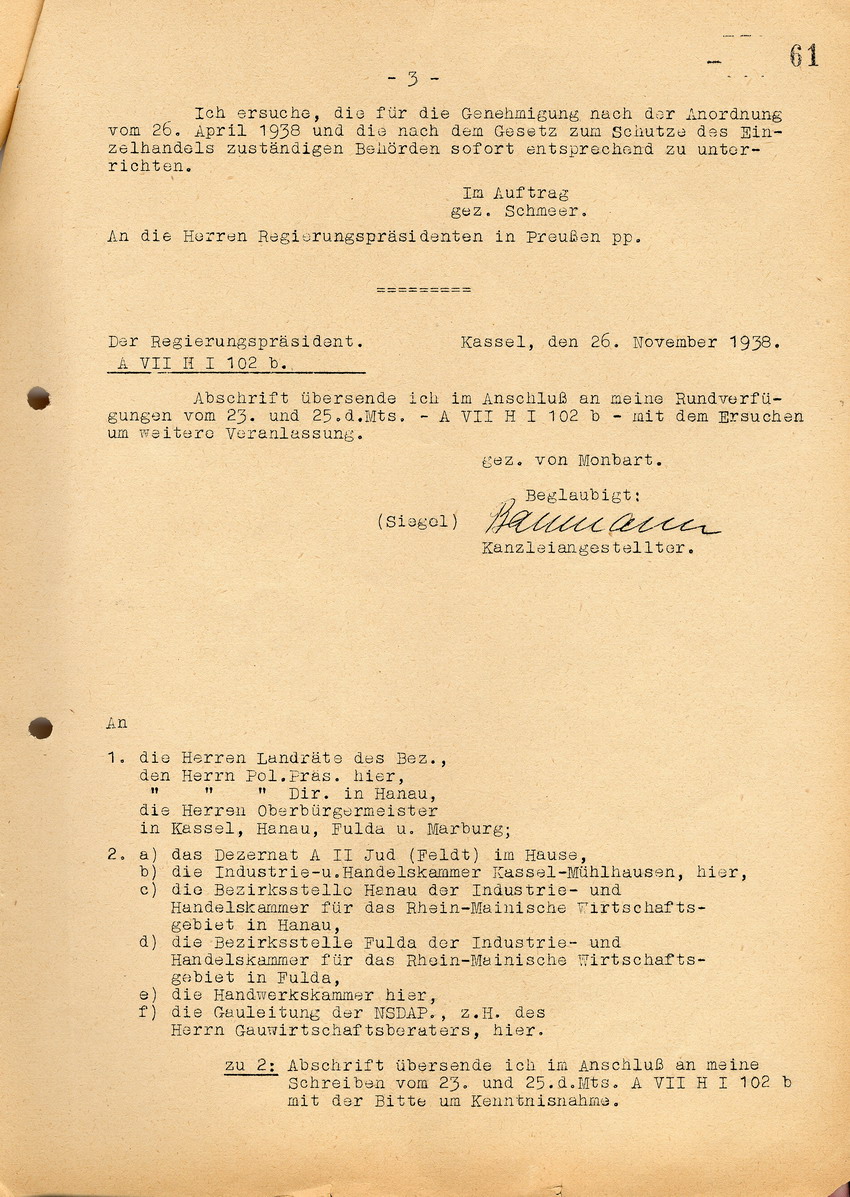 61
- 3 -
Ich ersuche, die für die Genehmigung nach der Anordnung
vom 26. April 1938 und die nach dem Gesetz zum Schutze des Ein-
zelhandels zuständigen Behörden sofort entsprechend zu unter-
richten.
Im Auftrag
gez. Schmeer.
An die Herren Regierungspräsidenten in Preußen pp.
=========
Der Regierungspräsident. Kassel, den 26. November 1938.
A VII H I 102 b.
Abschrift übersende ich im Anschluß an meine Rundverfü-
gungen vom 23. und 25.d.Mts. - A VII H I 102 b - mit dem Ersuchen
um weitere Veranlassung.
gez. von Monbart.
Beglaubigt:
(Siegel) Baumann
Kanzleiangestellter.
An
1. die Herren Landräte des Bez.,
den Herrn Pol.Präs. hier,
" " " Dir. in Hanau,
die Herren Oberbürgermeister
in Kassel, Hanau, Fulda u. Marburg;
2. a) das Dezernat A II Jud (Feldt) im Hause,
b) die Industrie-u.Handelskammer Kassel-Mühlhausen, hier,
c) die Bezirksstelle Hanau der Industrie- und
Handelskammer für das Rhein-Mainische Wirtschafts-
gebiet in Hanau,
d) die Bezirksstelle Fulda der Industrie- und
Handelskammer für das Rhein-Mainische Wirtschafts-
gebiet in Fulda,
e) die Handwerkskammer hier,
f) die Gauleitung der NSDAP., z.H. des
Herrn Gauwirtschaftsberaters, hier.
zu 2: Abschrift übersende ich im Anschluß an meine
Schreiben vom 23. und 25.d.Mts. A VII H I 102 b
mit der Bitte um Kenntnisnahme.